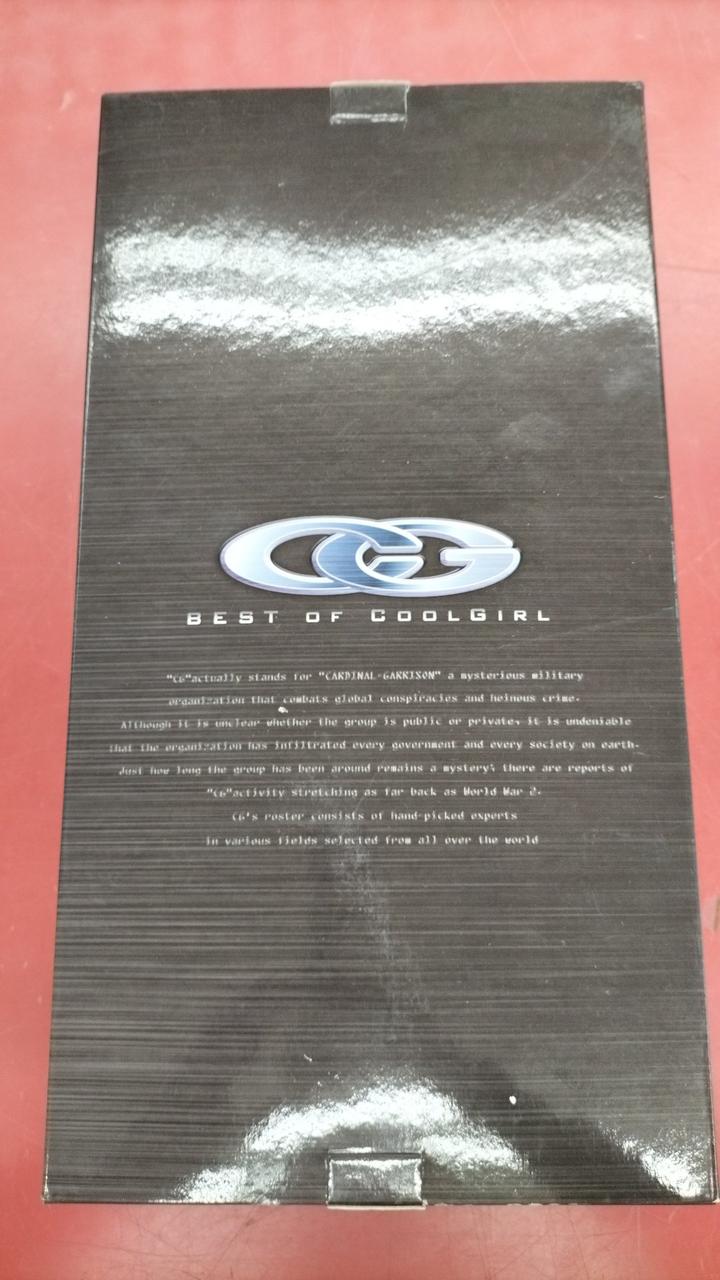 CG
BEST OF COOLGIRL
"CG"actually stands for "CARDINAL-GARRISON" a mysterious military
organization that combats global conspiracies and heinous crime.
Although it is unclear whether the group is public or private, it is undeniable
that the organization has infiltrated every government and every society on earth.
Just how long the group has been around remains a mystery; there are reports of
"CG"activity stretching as far back as World War 2.
CG's roster consists of hand-picked experts
in various fields selected from all over the world